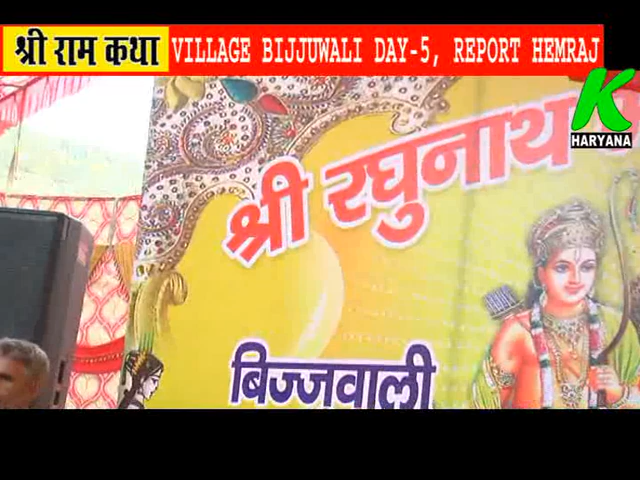 श्री राम कथा
VILLAGE BIJJUWALI DAY-5, REPORT HEMRAJ
K
HARYANA
श्री रघुनाथ
बिज्जवाली